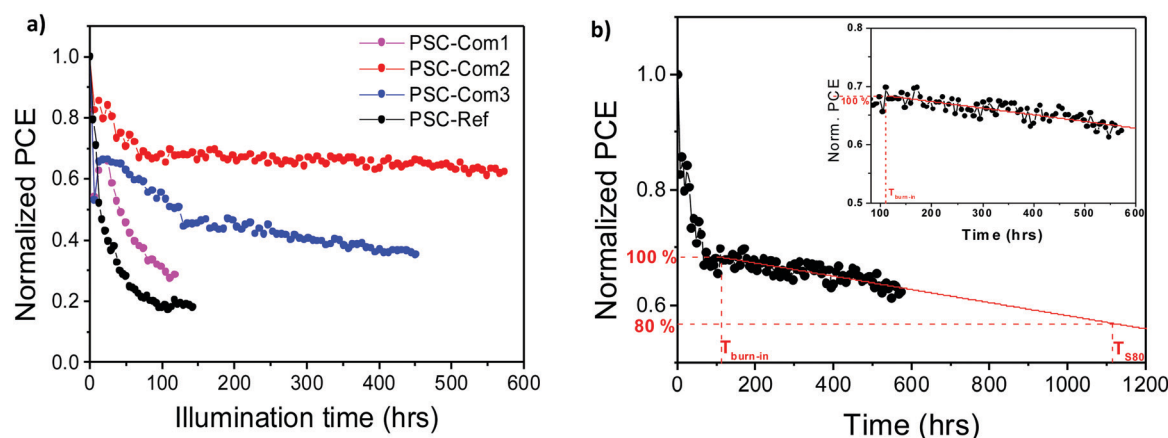 a)
Normalized PCE
1.0
0.8
0.6
0.4
0.2
0.0
PSC-Com1
PSC-Com2
PSC-Com3
PSC-Ref
0 100 200 300 400 500 600
Illumination time (hrs)
b)
Normalized PCE
1.0
0.8
100 %
0.6
80 %
Tburn-in
TS80
0 200 400 600 800 1000 1200
Time (hrs)
Norm. PCE
0.8
0.7
100 %
0.6
0.5
Tburn-in
100 200 300 400 500 600
Time (hrs)